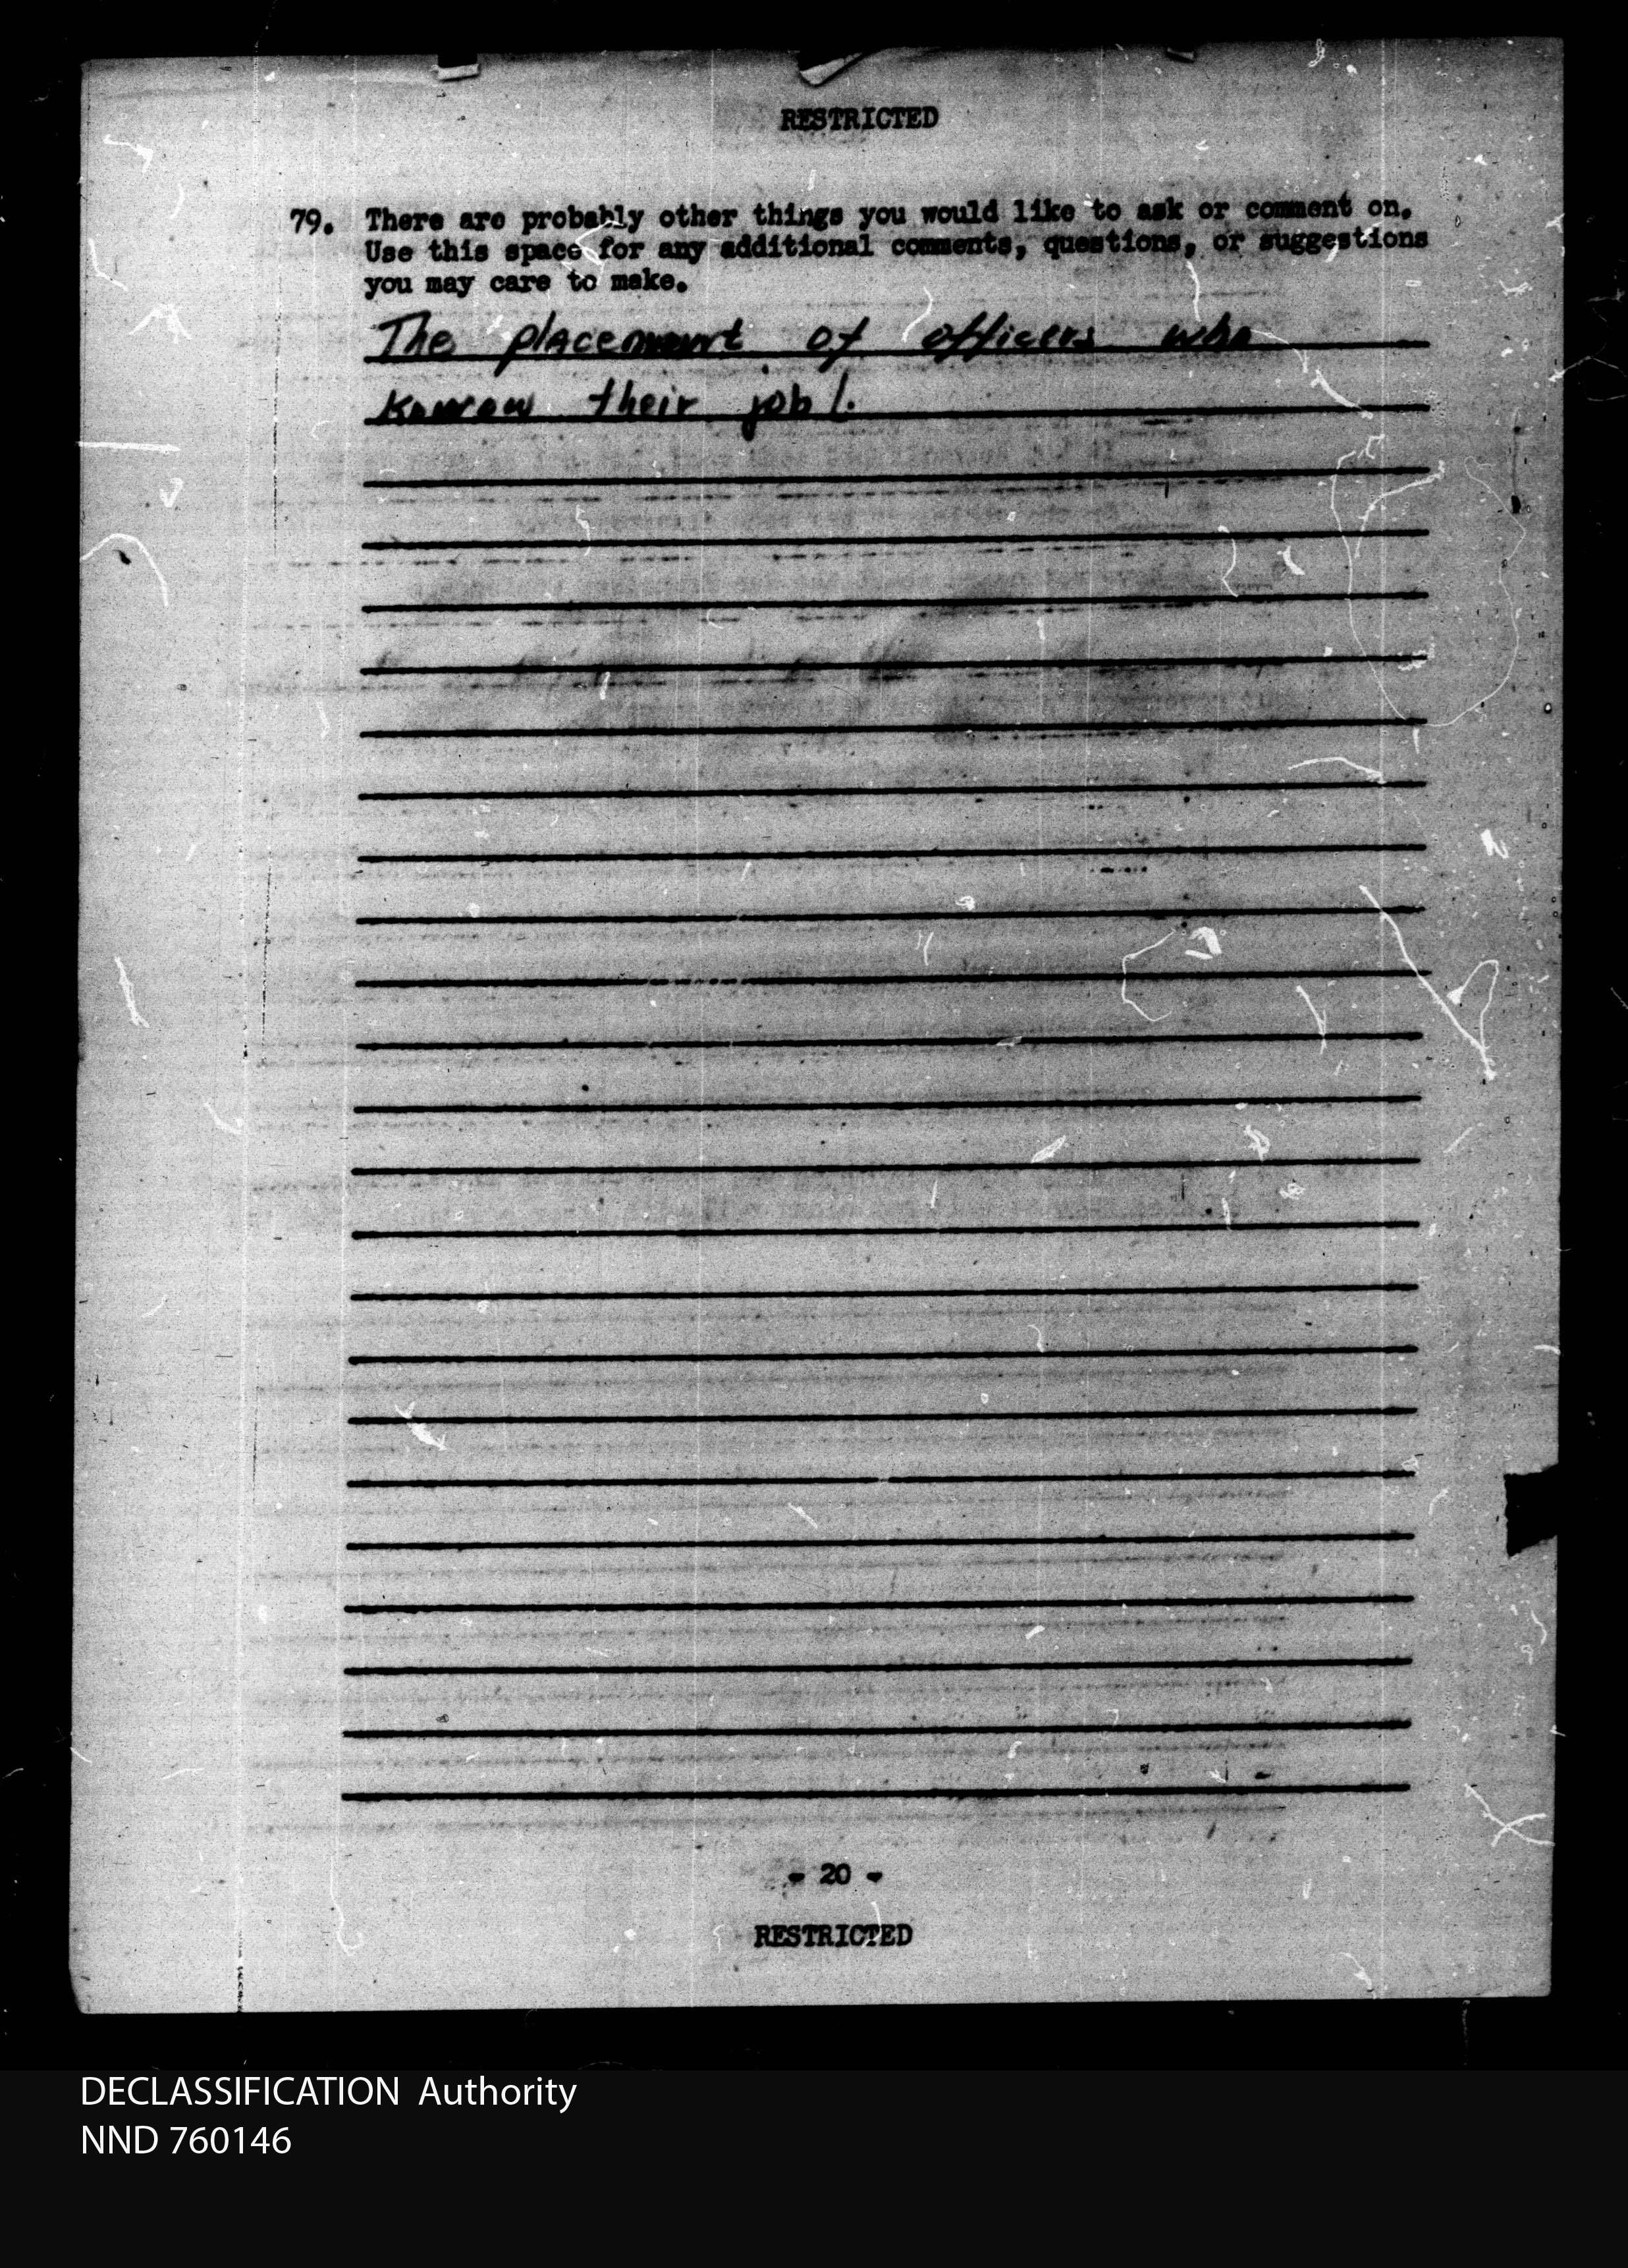 RESTRICTED
79. There are probably other things you would like to ask or comment on.
Use this space for any additional comments, questions, or suggestions
you may care to make.
The placement of officers who
their job!
- 20 -
RESTRICTED
DECLASSIFICATION Authority
NND 760146